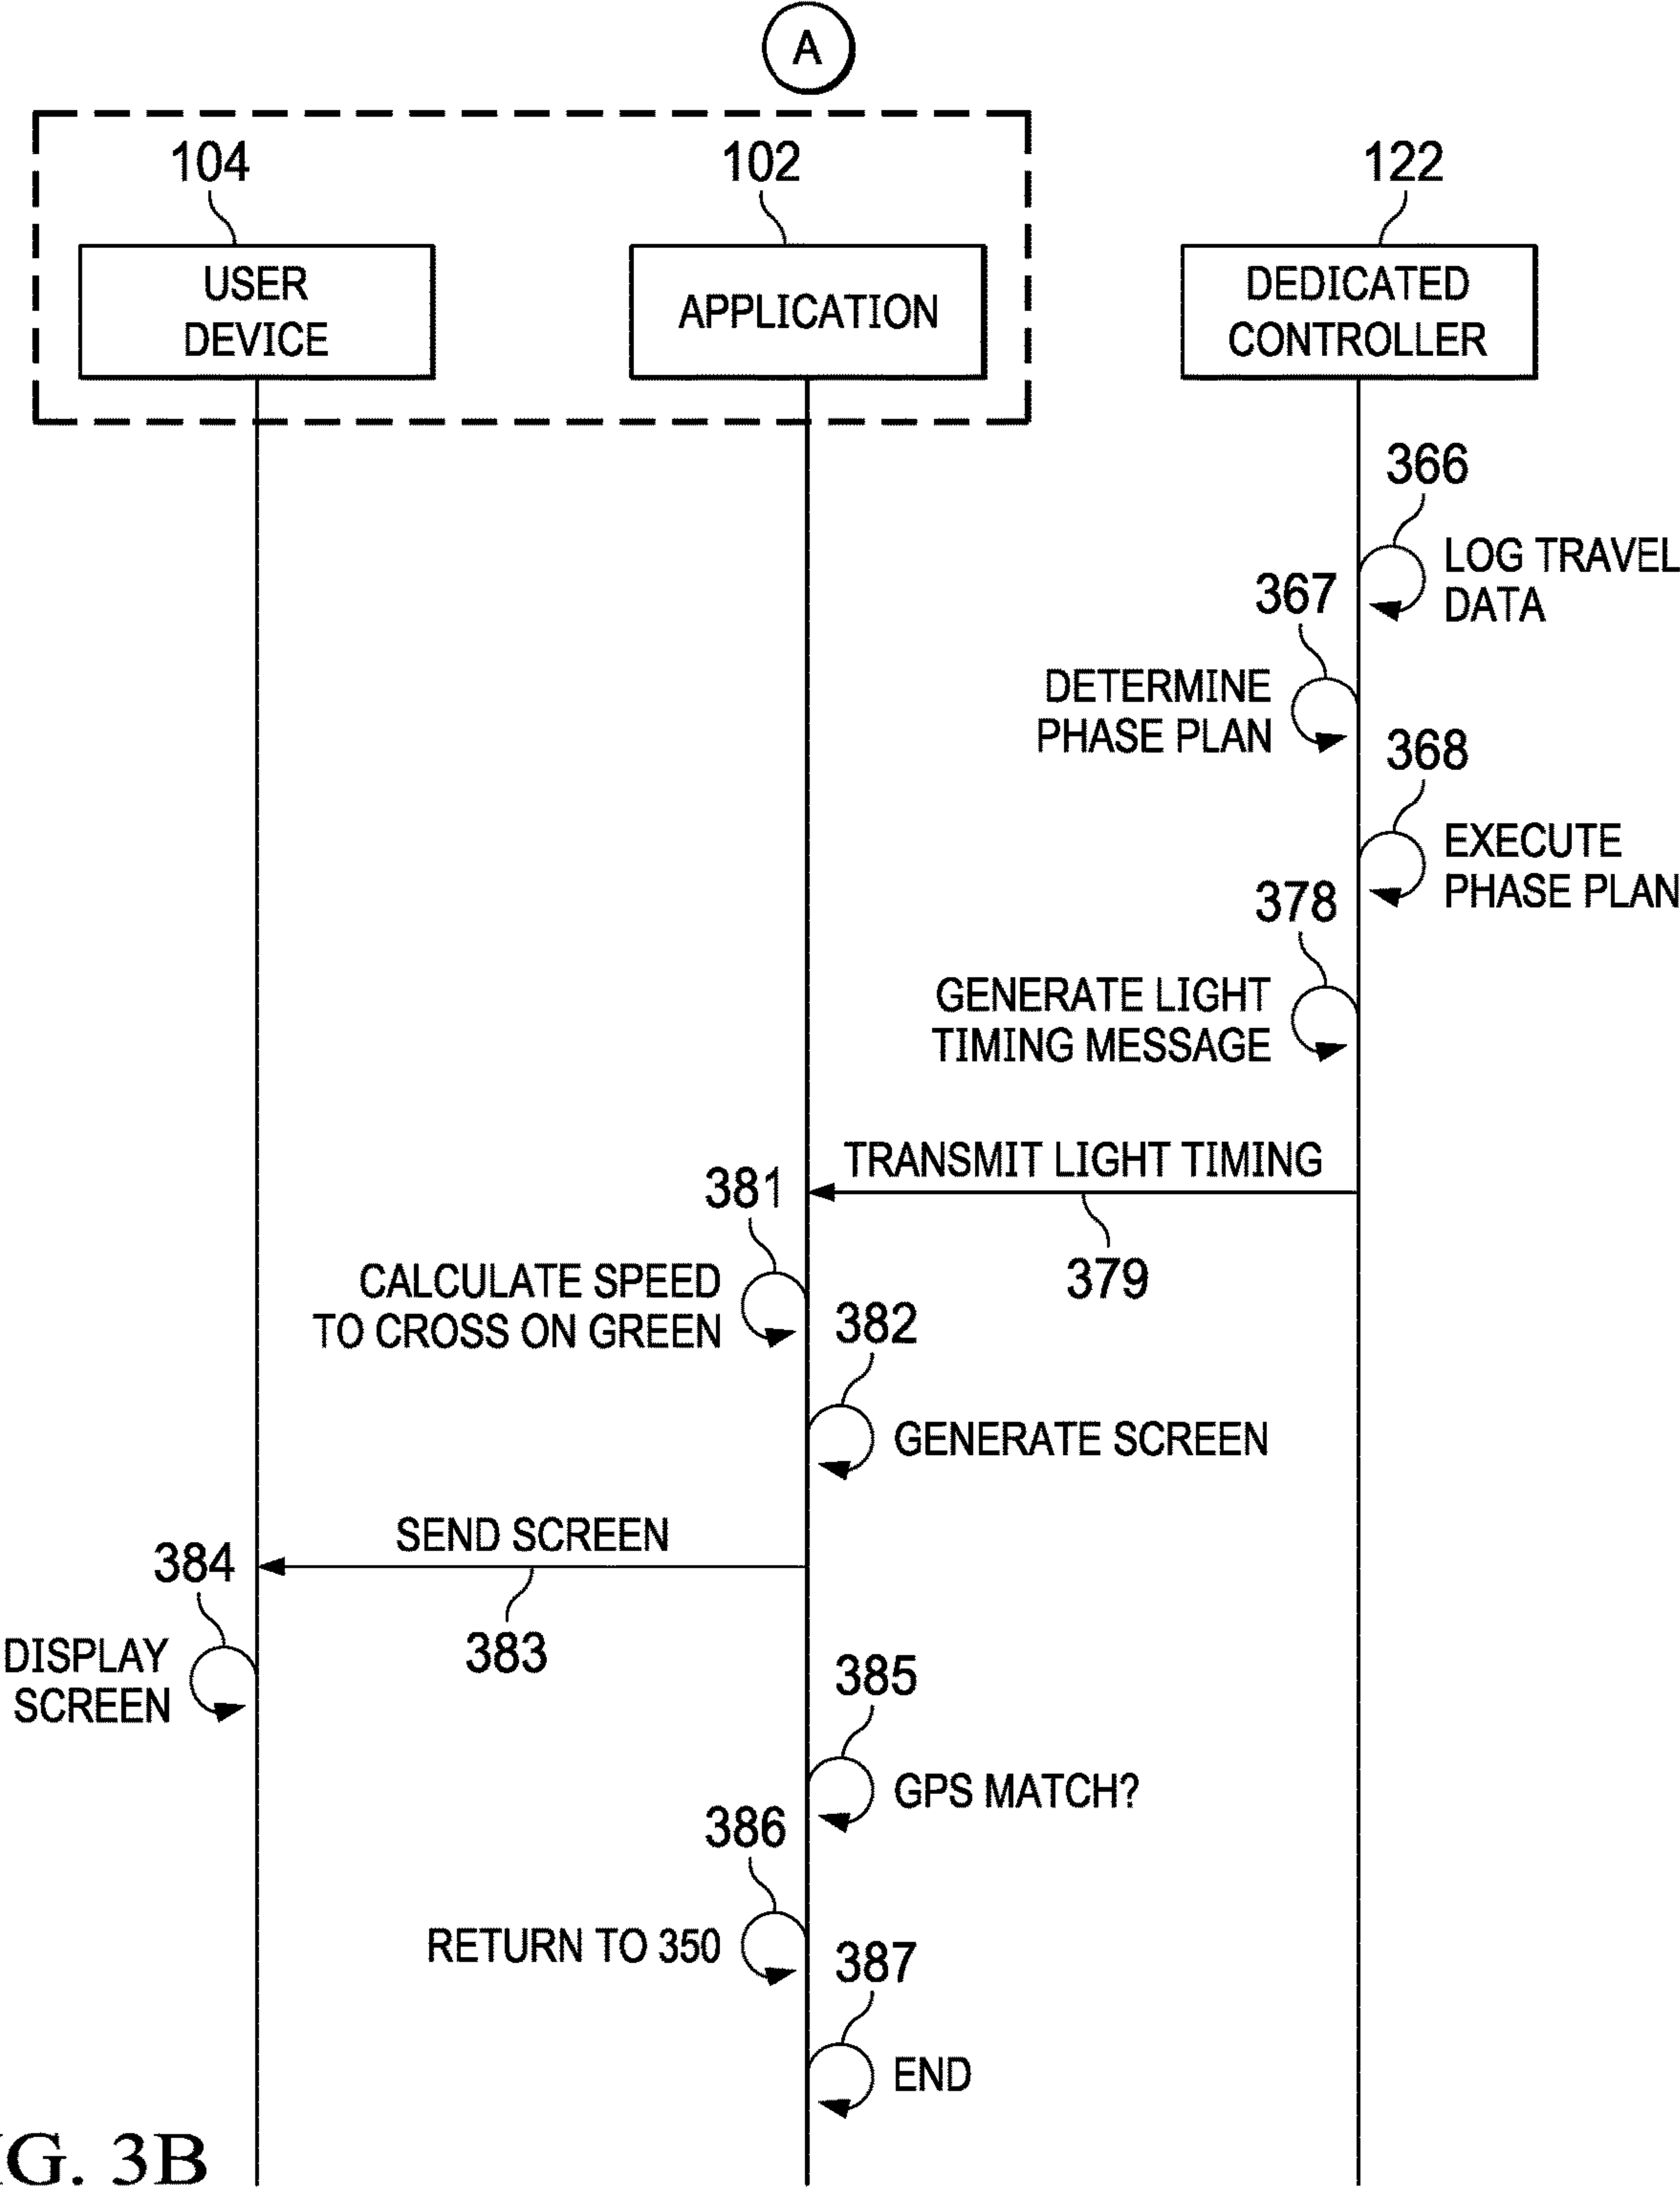 A
104
102
122
USER
DEVICE
APPLICATION
DEDICATED
CONTROLLER
366
LOG TRAVEL
DATA
367
DETERMINE
PHASE PLAN
368
EXECUTE
PHASE PLAN
378
GENERATE LIGHT
TIMING MESSAGE
TRANSMIT LIGHT TIMING
379
381
CALCULATE SPEED
TO CROSS ON GREEN
382
GENERATE SCREEN
SEND SCREEN
383
384
DISPLAY
SCREEN
385
GPS MATCH?
386
RETURN TO 350
387
END
G. 3B